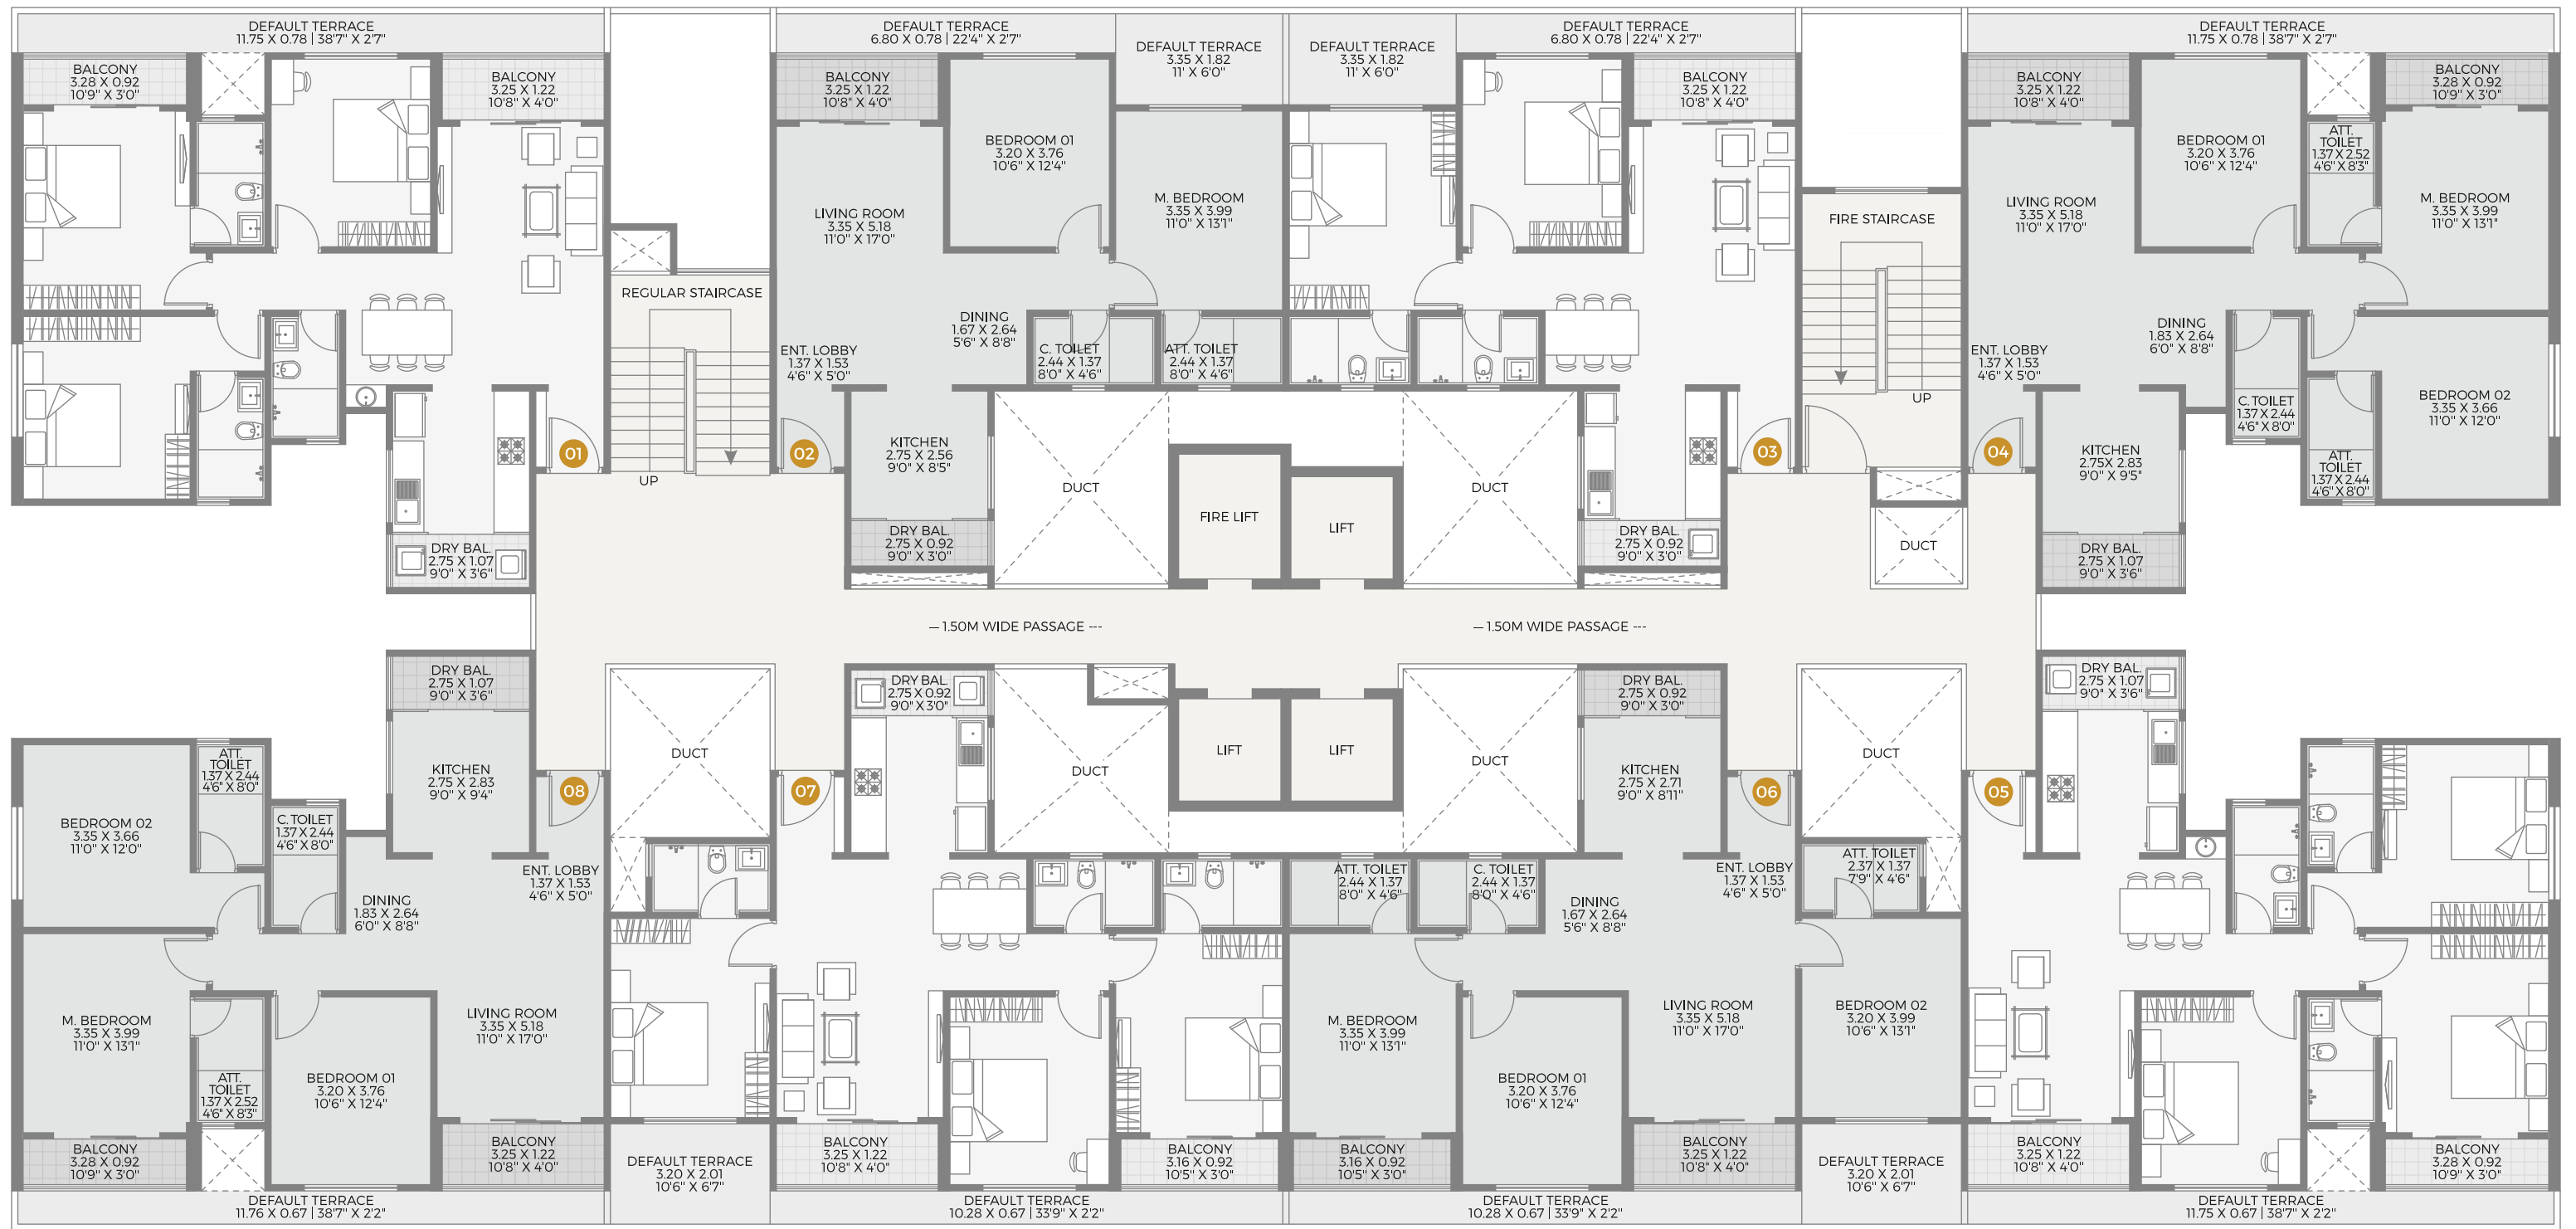 DEFAULT TERRACE
11.75 X 0.78 | 38'7" X 2'7"
DEFAULT TERRACE
6.80 X 0.78 | 22'4" X 2'7"
DEFAULT TERRACE
3.35 X 1.82
11' X 6'0"
DEFAULT TERRACE
3.35 X 1.82
11' X 6'0"
DEFAULT TERRACE
6.80 X 0.78 | 22'4" X 2'7"
DEFAULT TERRACE
11.75 X 0.78 | 38'7" X 2'7"
BALCONY
3.28 X 0.92
10'9" X 3'0"
BALCONY
3.25 X 1.22
10'8" X 4'0"
BALCONY
3.25 X 1.22
10'8" X 4'0"
BALCONY
3.25 X 1.22
10'8" X 4'0"
BALCONY
3.25 X 1.22
10'8" X 4'0"
BALCONY
3.28 X 0.92
10'9" X 3'0"
BEDROOM 01
3.20 X 3.76
10'6" X 12'4"
M. BEDROOM
3.35 X 3.99
11'0" X 13'1"
BEDROOM 01
3.20 X 3.76
10'6" X 12'4"
ATT.
TOILET
1.37 X 2.52
4'6" X 8'3"
M. BEDROOM
3.35 X 3.99
11'0" X 13'1"
LIVING ROOM
3.35 X 5.18
11'0" X 17'0"
FIRE STAIRCASE
LIVING ROOM
3.35 X 5.18
11'0" X 17'0"
REGULAR STAIRCASE
DINING
1.67 X 2.64
5'6" X 8'8"
ENT. LOBBY
1.37 X 1.53
4'6" X 5'0"
C. TOILET
2.44 X 1.37
8'0" X 4'6"
ATT. TOILET
2.44 X 1.37
8'0" X 4'6"
DINING
1.83 X 2.64
6'0" X 8'8"
ENT. LOBBY
1.37 X 1.53
4'6" X 5'0"
UP
C. TOILET
1.37 X 2.44
4'6" X 8'0"
BEDROOM 02
3.35 X 3.66
11'0" X 12'0"
01
02
03
04
KITCHEN
2.75 X 2.56
9'0" X 8'5"
KITCHEN
2.75X 2.83
9'0" X 9'5"
ATT.
TOILET
1.37 X 2.44
4'6" X 8'0"
UP
DUCT
FIRE LIFT
LIFT
DUCT
DUCT
DRY BAL.
2.75 X 1.07
9'0" X 3'6"
DRY BAL.
2.75 X 0.92
9'0" X 3'0"
DRY BAL.
2.75 X 0.92
9'0" X 3'0"
DRY BAL.
2.75 X 1.07
9'0" X 3'6"
— 1.50M WIDE PASSAGE ---
— 1.50M WIDE PASSAGE ---
DRY BAL.
2.75 X 1.07
9'0" X 3'6"
DRY BAL.
2.75 X 0.92
9'0" X 3'0"
DRY BAL.
2.75 X 0.92
9'0" X 3'0"
DRY BAL.
2.75 X 1.07
9'0" X 3'6"
DUCT
DUCT
LIFT
LIFT
DUCT
DUCT
ATT.
TOILET
1.37 X 2.44
4'6" X 8'0"
KITCHEN
2.75 X 2.83
9'0" X 9'4"
KITCHEN
2.75 X 2.71
9'0" X 8'11"
08
07
06
05
BEDROOM 02
3.35 X 3.66
11'0" X 12'0"
C. TOILET
1.37 X 2.44
4'6" X 8'0"
ENT. LOBBY
1.37 X 1.53
4'6" X 5'0"
DINING
1.83 X 2.64
6'0" X 8'8"
ATT. TOILET
2.44 X 1.37
8'0" X 4'6"
C. TOILET
2.44 X 1.37
8'0" X 4'6"
DINING
1.67 X 2.64
5'6" X 8'8"
ENT. LOBBY
1.37 X 1.53
4'6" X 5'0"
ATT. TOILET
2.37 X 1.37
7'9" X 4'6"
M. BEDROOM
3.35 X 3.99
11'0" X 13'1"
LIVING ROOM
3.35 X 5.18
11'0" X 17'0"
M. BEDROOM
3.35 X 3.99
11'0" X 13'1"
LIVING ROOM
3.35 X 5.18
11'0" X 17'0"
BEDROOM 02
3.20 X 3.99
10'6" X 13'1"
ATT.
TOILET
1.37 X 2.52
4'6" X 8'3"
BEDROOM 01
3.20 X 3.76
10'6" X 12'4"
BEDROOM 01
3.20 X 3.76
10'6" X 12'4"
BALCONY
3.28 X 0.92
10'9" X 3'0"
BALCONY
3.25 X 1.22
10'8" X 4'0"
DEFAULT TERRACE
3.20 X 2.01
10'6" X 6'7"
BALCONY
3.25 X 1.22
10'8" X 4'0"
BALCONY
3.16 X 0.92
10'5" X 3'0"
BALCONY
3.16 X 0.92
10'5" X 3'0"
BALCONY
3.25 X 1.22
10'8" X 4'0"
DEFAULT TERRACE
3.20 X 2.01
10'6" X 6'7"
BALCONY
3.25 X 1.22
10'8" X 4'0"
BALCONY
3.28 X 0.92
10'9" X 3'0"
DEFAULT TERRACE
11.76 X 0.67 | 38'7" X 2'2"
DEFAULT TERRACE
10.28 X 0.67 | 33'9" X 2'2"
DEFAULT TERRACE
10.28 X 0.67 | 33'9" X 2'2"
DEFAULT TERRACE
11.75 X 0.67 | 38'7" X 2'2"